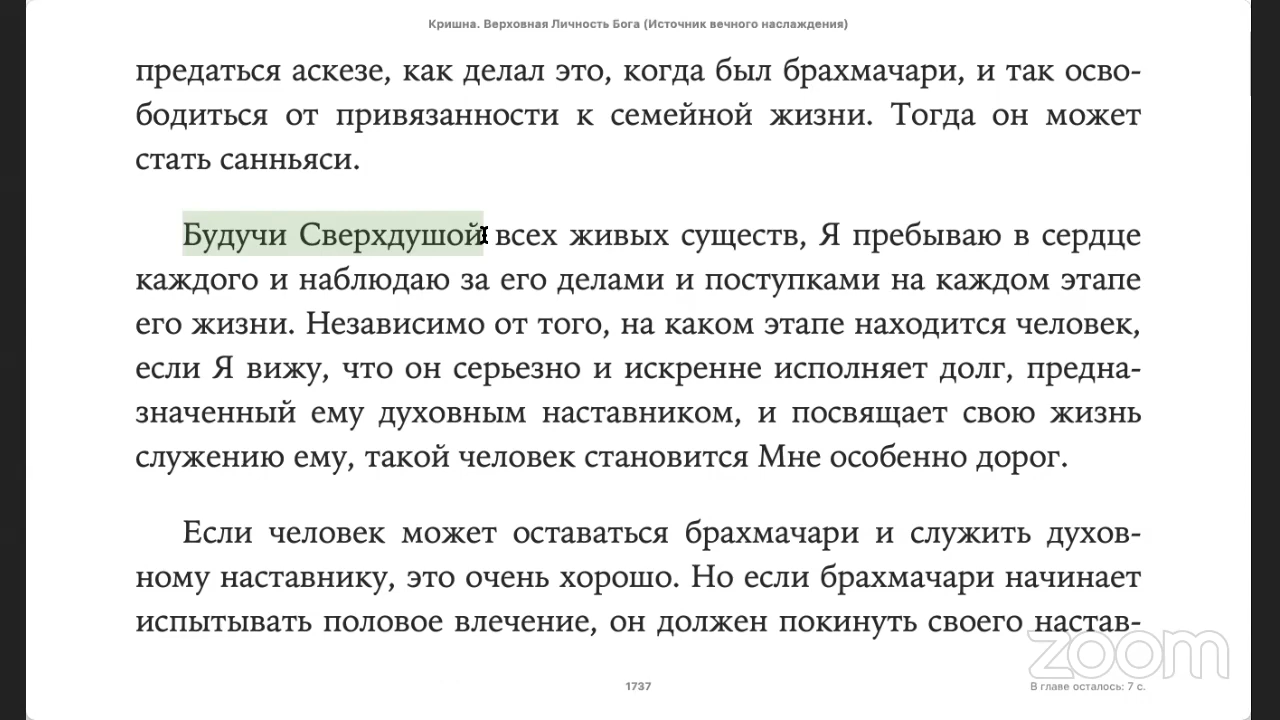 Кришна. Верховная Личность Бога (Источник вечного наслаждения)
предаться аскезе, как делал это, когда был брахмачари, и так осво-
бодиться от привязанности к семейной жизни. Тогда он может
стать санньяси.
Будучи Сверхдушой всех живых существ, Я пребываю в сердце
каждого и наблюдаю за его делами и поступками на каждом этапе
его жизни. Независимо от того, на каком этапе находится человек,
если Я вижу, что он серьезно и искренне исполняет долг, предна-
значенный ему духовным наставником, и посвящает свою жизнь
служению ему, такой человек становится Мне особенно дорог.
Если человек может оставаться брахмачари и служить духов-
ному наставнику, это очень хорошо. Но если брахмачари начинает
испытывать половое влечение, он должен покинуть своего настав-
zoom
1737
В главе осталось: 7 с.